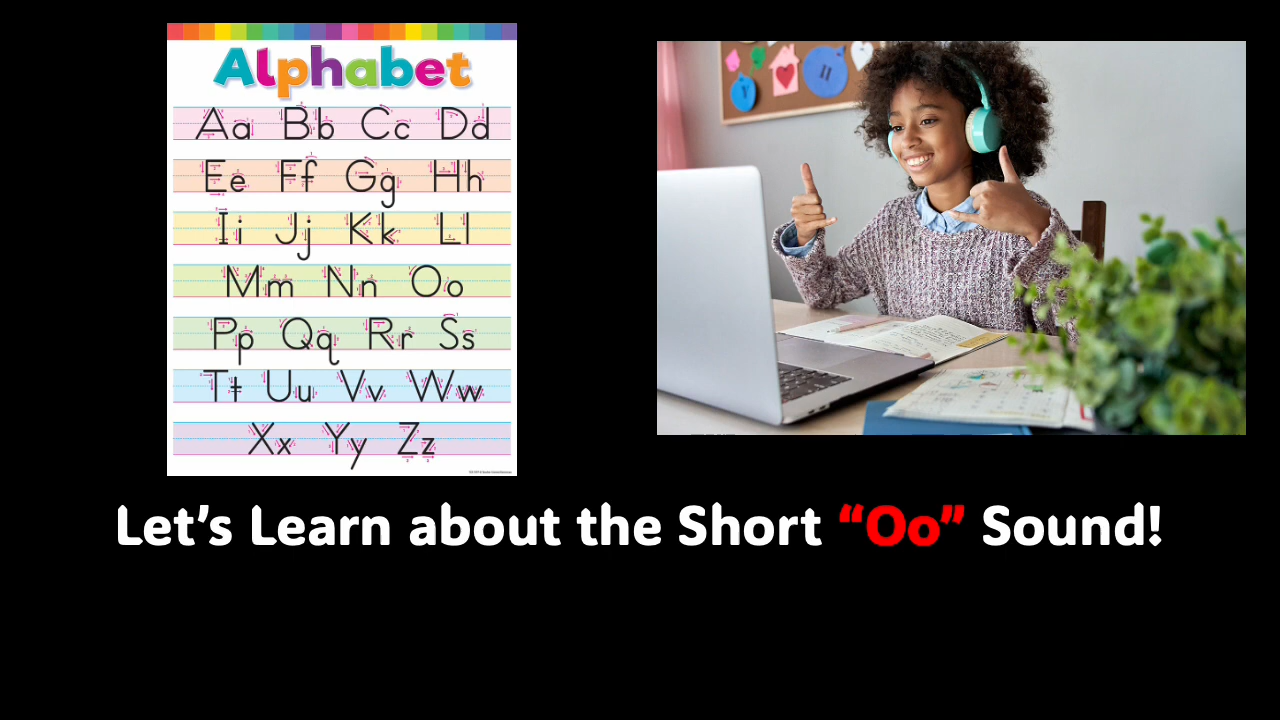 Alphabet
Aa Bb Cc Dd
Ee Ff Gg Hh
Ii Jj Kk Ll
Mm Nn Oo
Pp Qq Rr Ss
Tt Uu Vv Ww
Xx Yy Zz
Let’s Learn about the Short “Oo” Sound!